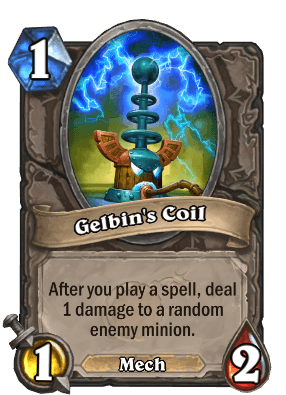 1
Gelbin's Coil
After you play a spell, deal
1 damage to a random
enemy minion.
1
Mech
2